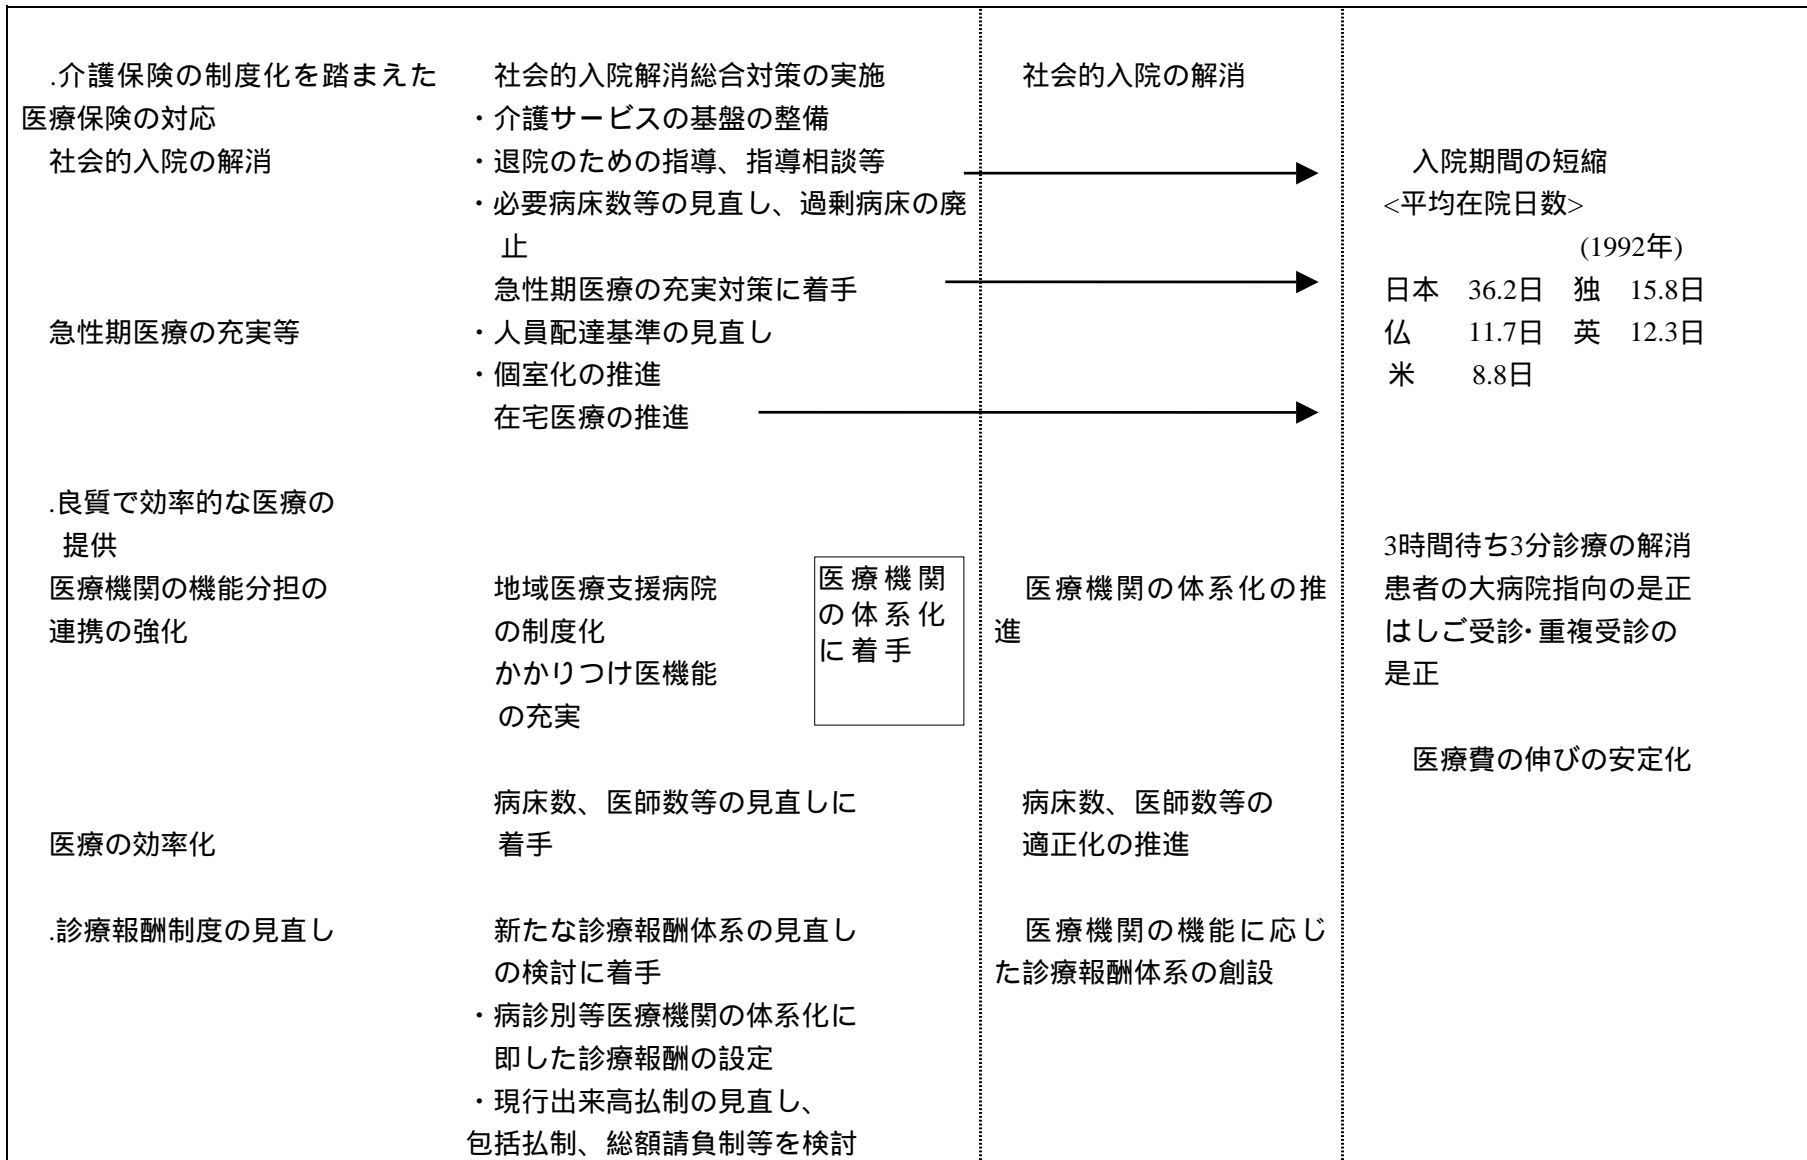 .介護保険の制度化を踏まえた
医療保険の対応
社会的入院の解消
急性期医療の充実等
社会的入院解消総合対策の実施
・介護サービスの基盤の整備
・退院のための指導、指導相談等
・必要病床数等の見直し、過剰病床の廃
止
急性期医療の充実対策に着手
・人員配達基準の見直し
・個室化の推進
在宅医療の推進
社会的入院の解消
入院期間の短縮
<平均在院日数>
(1992年)
日本 36.2日 独 15.8日
仏 11.7日 英 12.3日
米 8.8日
.良質で効率的な医療の
提供
医療機関の機能分担の
連携の強化
医療の効率化
地域医療支援病院
の制度化
かかりつけ医機能
の充実
医療機関
の体系化
に着手
病床数、医師数等の見直しに
着手
医療機関の体系化の推
進
病床数、医師数等の
適正化の推進
3時間待ち3分診療の解消
患者の大病院指向の是正
はしご受診・重複受診の
是正
医療費の伸びの安定化
.診療報酬制度の見直し
新たな診療報酬体系の見直し
の検討に着手
・病診別等医療機関の体系化に
即した診療報酬の設定
・現行出来高払制の見直し、
包括払制、総額請負制等を検討
医療機関の機能に応じ
た診療報酬体系の創設